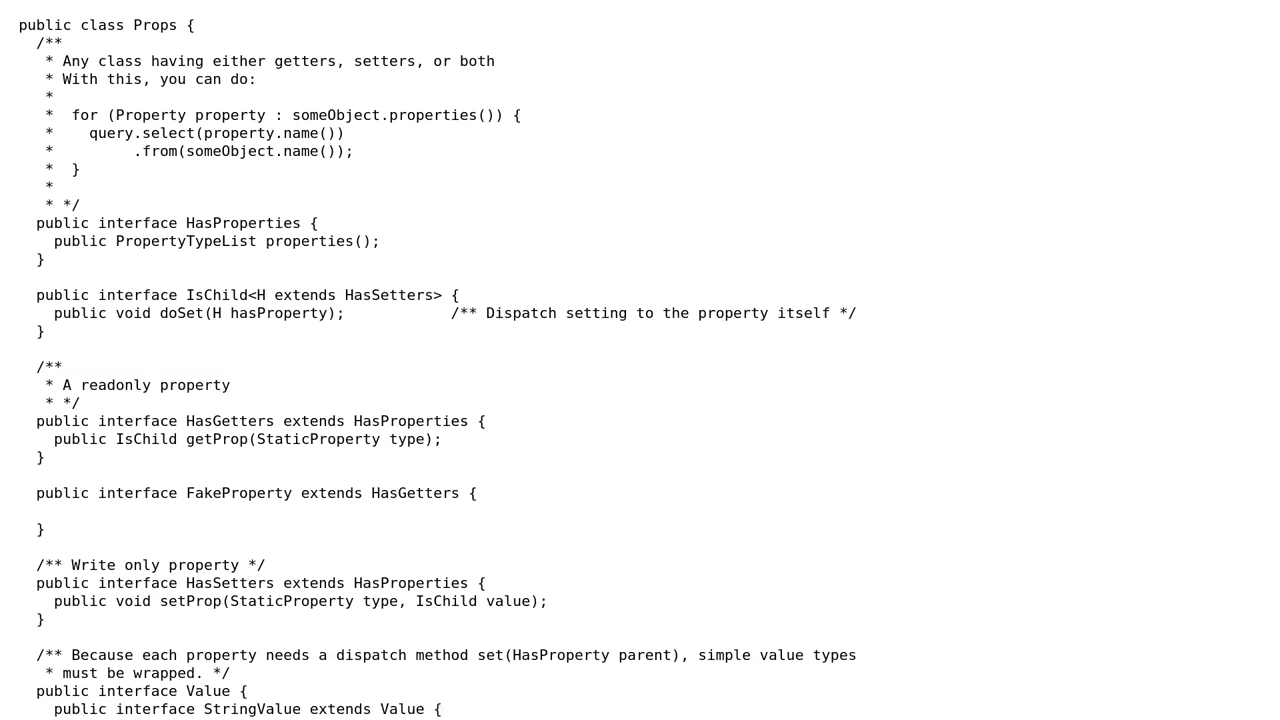 public class Props {
  /**
   * Any class having either getters, setters, or both
   * With this, you can do:
   *
   *  for (Property property : someObject.properties()) {
   *    query.select(property.name())
   *         .from(someObject.name());
   *  }
   *
   * */
  public interface HasProperties {
    public PropertyTypeList properties();
  }

  public interface IsChild<H extends HasSetters> {
    public void doSet(H hasProperty);            /** Dispatch setting to the property itself */
  }

  /**
   * A readonly property
   * */
  public interface HasGetters extends HasProperties {
    public IsChild getProp(StaticProperty type);
  }

  public interface FakeProperty extends HasGetters {

  }

  /** Write only property */
  public interface HasSetters extends HasProperties {
    public void setProp(StaticProperty type, IsChild value);
  }

  /** Because each property needs a dispatch method set(HasProperty parent), simple value types
   * must be wrapped. */
  public interface Value {
    public interface StringValue extends Value {